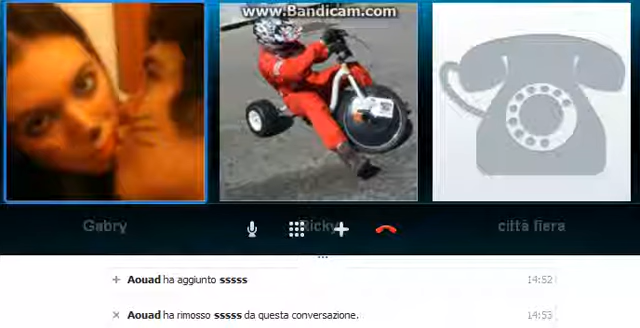 www.Bandicam.com
Gabry
Ricky
città fiera
Aouad ha aggiunto sssss
14:52
Aouad ha rimosso sssss da questa conversazione.
14:53